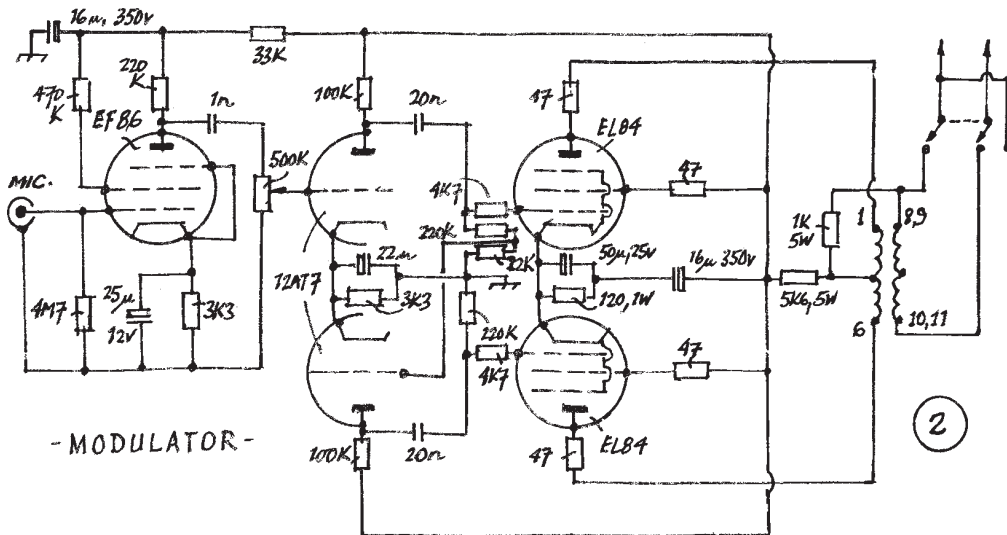 16µ, 350v
33K
470
K
220
K
1n
EF86
MIC.
500K
4M7
25µ
12v
3K3
100K
20n
12AT7
22µ
3K3
4K7
220K
22K
220K
4K7
100K
20n
47
EL84
47
50µ, 25v
120, 1W
16µ 350v
47
EL84
47
1K
5W
5K6, 5W
1
6
8,9
10,11
- MODULATOR -
2